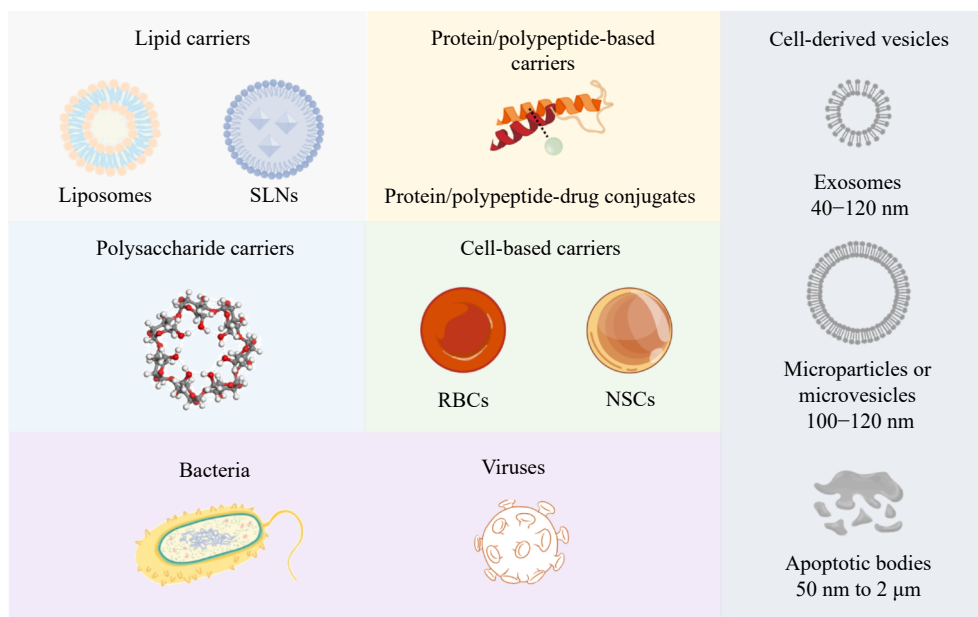 Lipid carriers
Liposomes
SLNs
Protein/polypeptide-based
carriers
Protein/polypeptide-drug conjugates
Polysaccharide carriers
Cell-based carriers
RBCs
NSCs
Bacteria
Viruses
Cell-derived vesicles
Exosomes
40−120 nm
Microparticles or
microvesicles
100−120 nm
Apoptotic bodies
50 nm to 2 μm